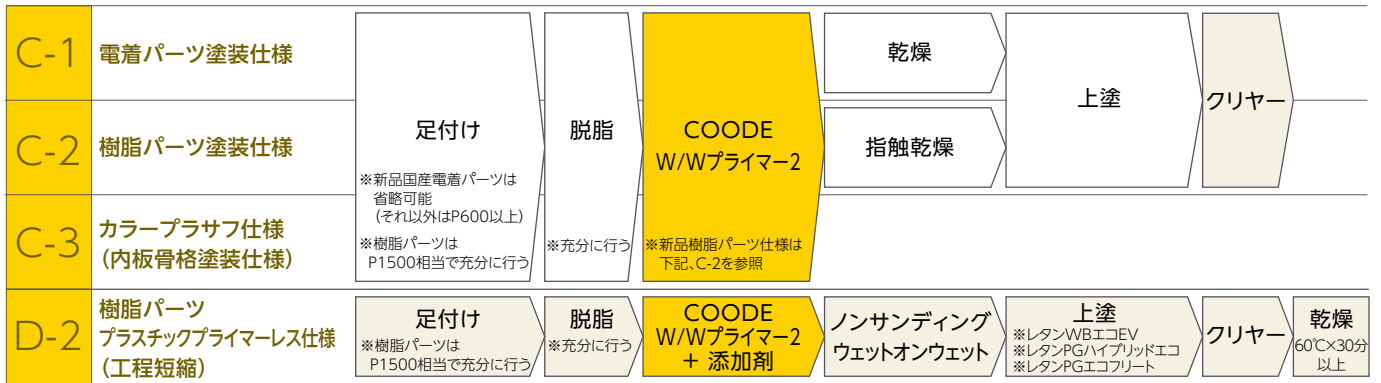 C-1
電着パーツ塗装仕様
C-2
樹脂パーツ塗装仕様
C-3
カラープラサフ仕様
(内板骨格塗装仕様)
足付け
※新品国産電着パーツは
省略可能
(それ以外はP600以上)
※樹脂パーツは
P1500相当で充分に行う
脱脂
※充分に行う
COODE
W/Wプライマー2
※新品樹脂パーツ仕様は
下記、C-2を参照
乾燥
指触乾燥
上塗
クリヤー
D-2
樹脂パーツ
プラスチックプライマーレス仕様
(工程短縮)
足付け
※樹脂パーツは
P1500相当で充分に行う
脱脂
※充分に行う
COODE
W/Wプライマー2
+ 添加剤
ノンサンディング
ウェットオンウェット
上塗
※レタンWBエコEV
※レタンPGハイブリッドエコ
※レタンPGエコフリート
クリヤー
乾燥
60℃×30分
以上